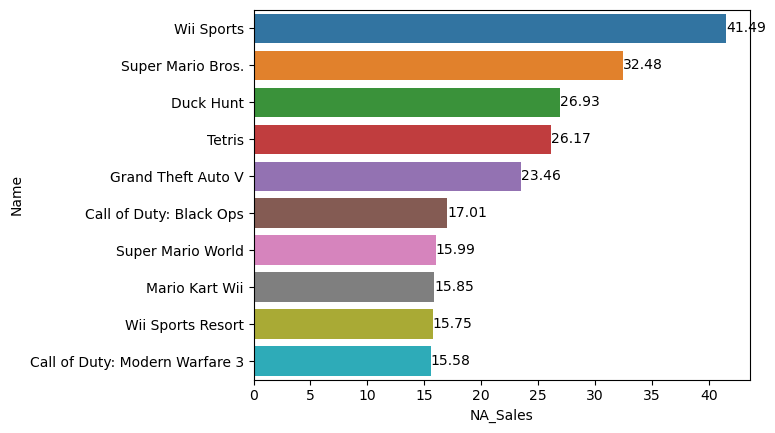 Wii Sports 41.49
Super Mario Bros. 32.48
Duck Hunt 26.93
Tetris 26.17
Grand Theft Auto V 23.46
Call of Duty: Black Ops 17.01
Super Mario World 15.99
Mario Kart Wii 15.85
Wii Sports Resort 15.75
Call of Duty: Modern Warfare 3 15.58
Name
0 5 10 15 20 25 30 35 40
NA_Sales